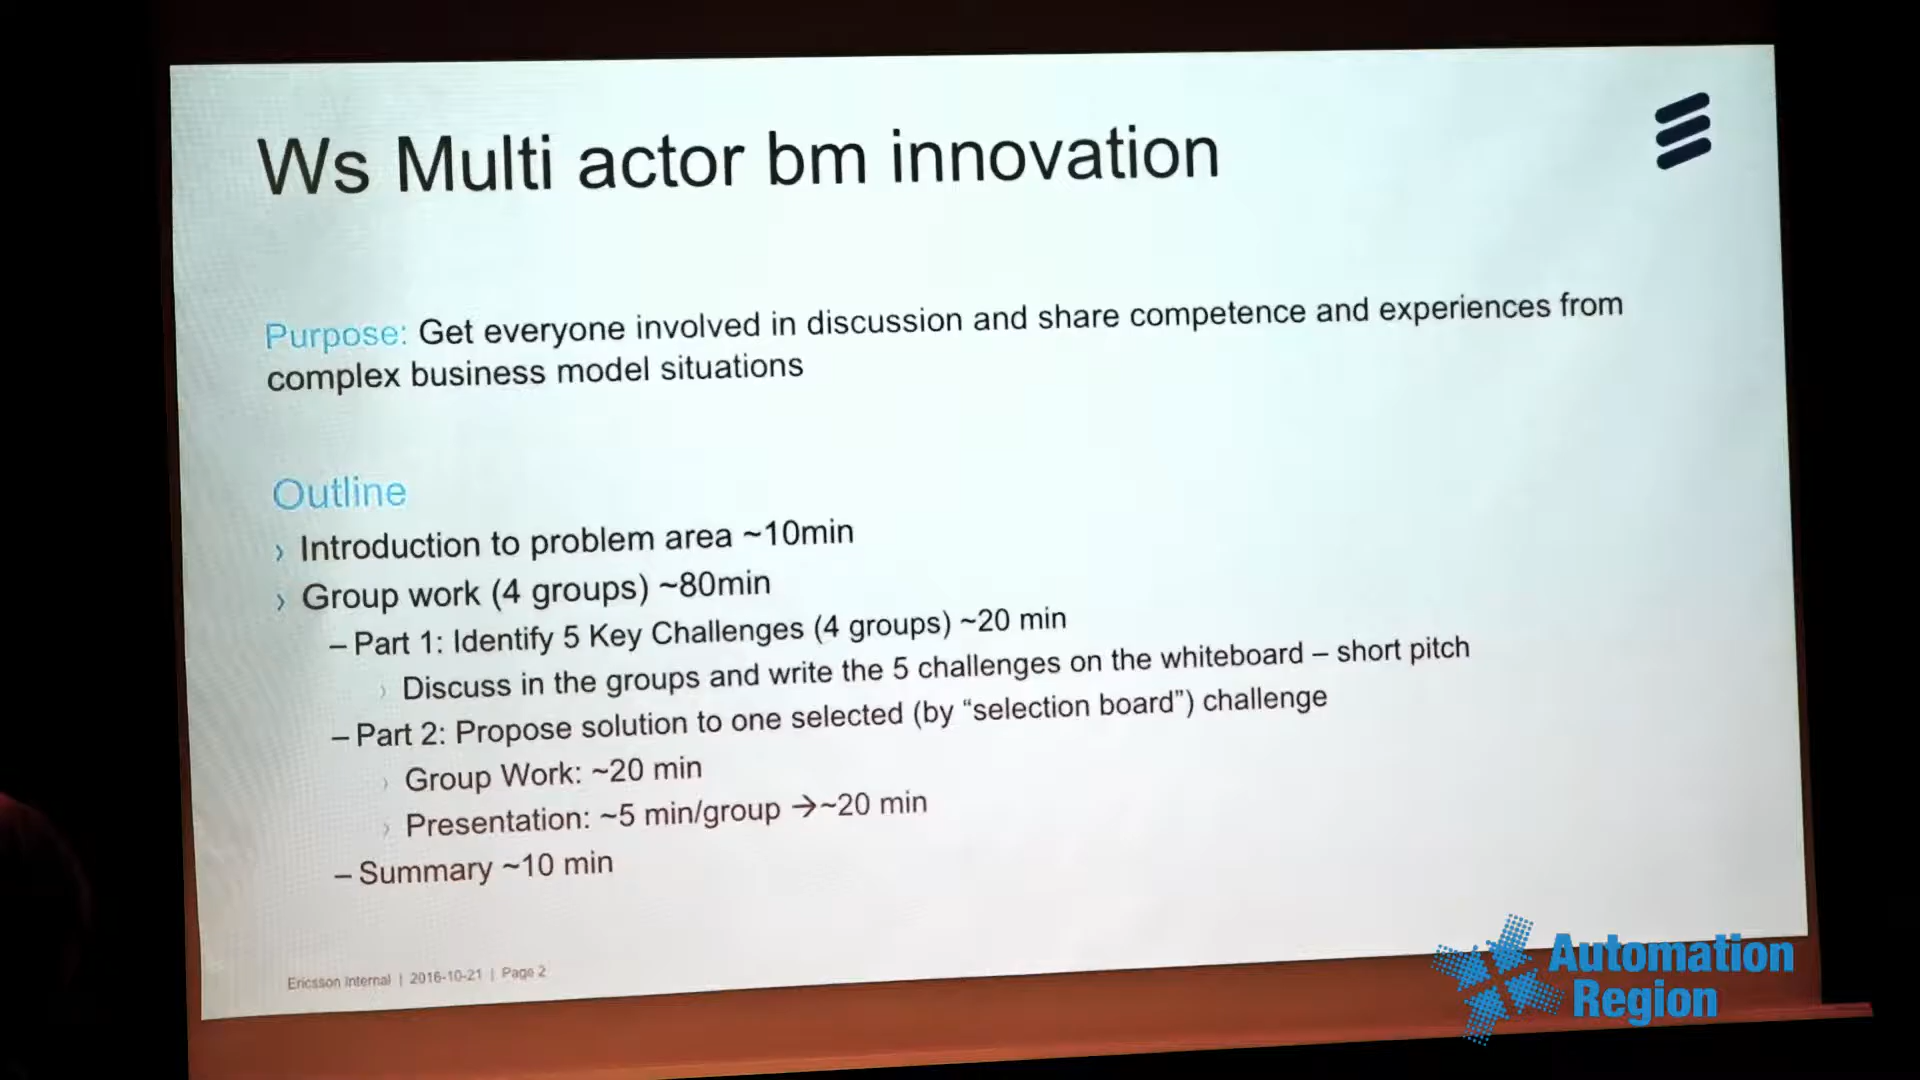 Ws Multi actor bm innovation
Purpose: Get everyone involved in discussion and share competence and experiences from
complex business model situations
Outline
› Introduction to problem area ~10min
› Group work (4 groups) ~80min
– Part 1: Identify 5 Key Challenges (4 groups) ~20 min
› Discuss in the groups and write the 5 challenges on the whiteboard – short pitch
– Part 2: Propose solution to one selected (by “selection board”) challenge
› Group Work: ~20 min
› Presentation: ~5 min/group →~20 min
– Summary ~10 min
Ericsson Internal | 2016-10-21 | Page 2
Automation
Region